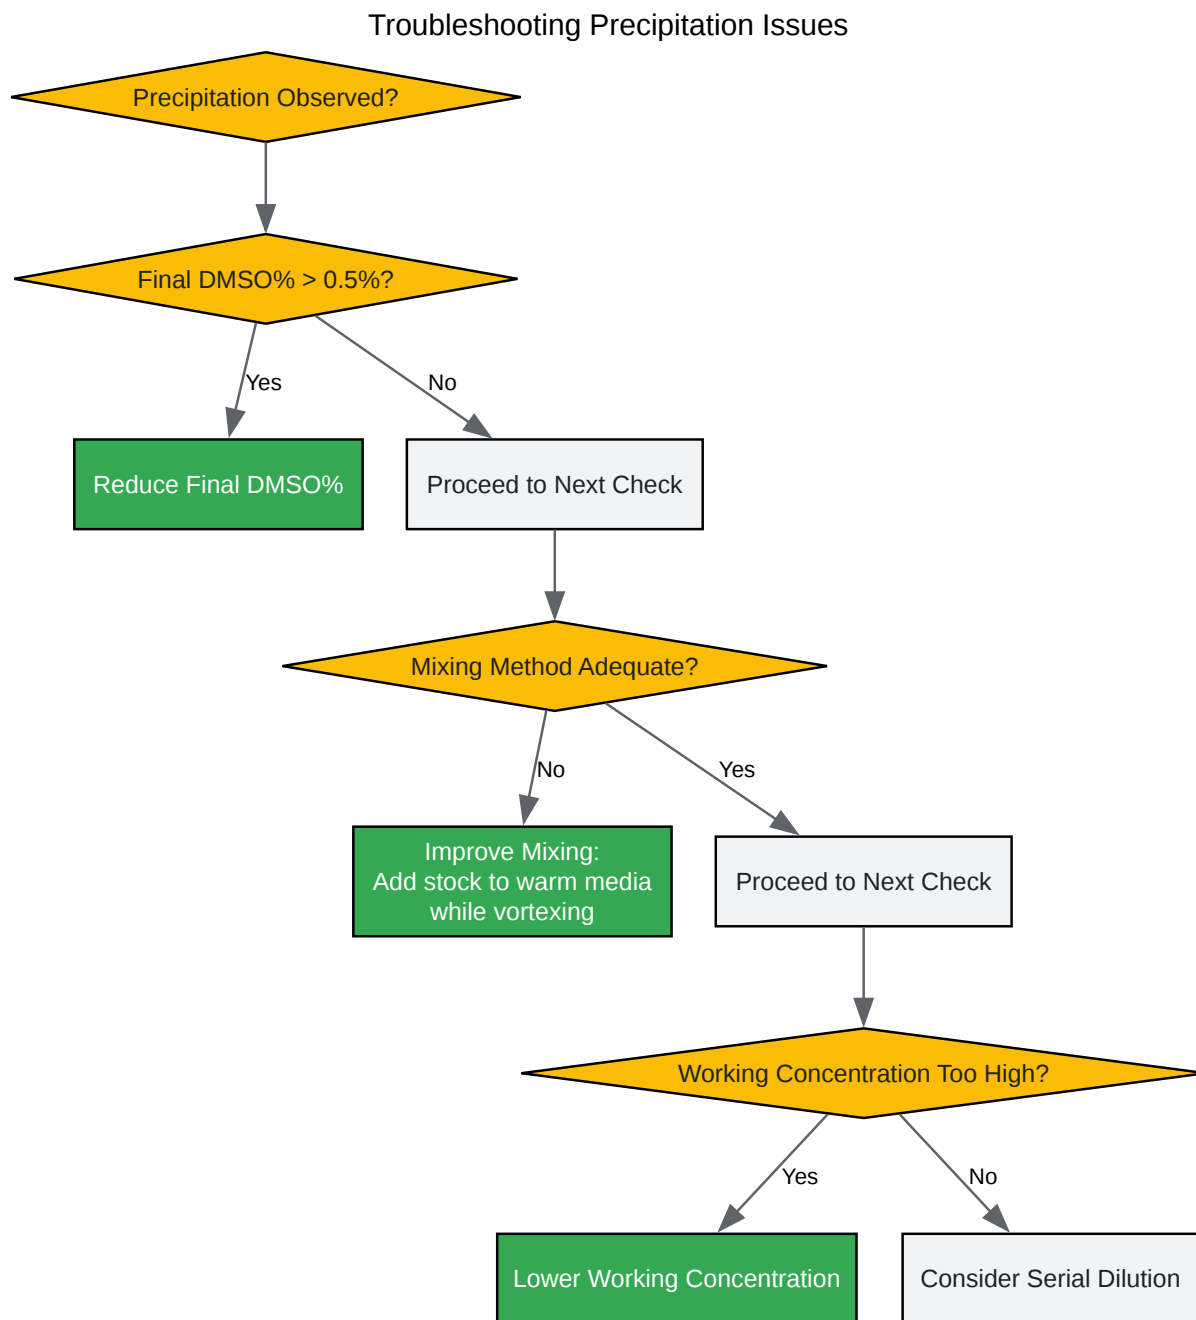 Troubleshooting Precipitation Issues
Precipitation Observed?
Final DMSO% > 0.5%?
Yes
No
Reduce Final DMSO%
Proceed to Next Check
Mixing Method Adequate?
No
Yes
Improve Mixing:
Add stock to warm media
while vortexing
Proceed to Next Check
Working Concentration Too High?
Yes
No
Lower Working Concentration
Consider Serial Dilution